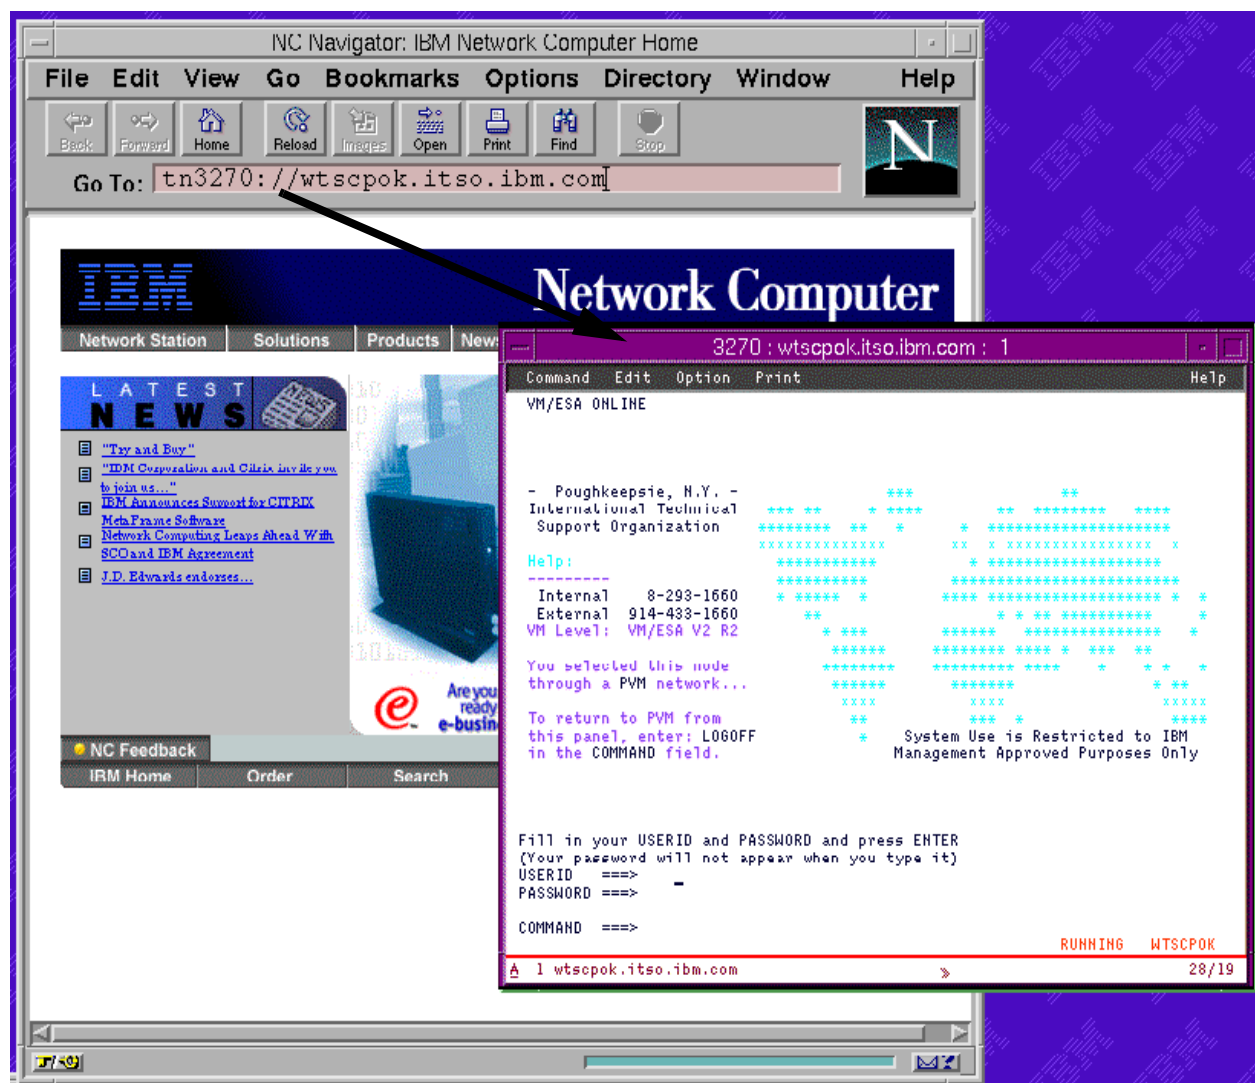 NC Navigator: IBM Network Computer Home
File Edit View Go Bookmarks Options Directory Window Help
Back Forward Home Reload Images Open Print Find Stop
N
Go To: tn3270://wtscpok.itso.ibm.com
IBM Network Computer
Network Station Solutions Products News
LATEST
NEWS
"Try and Buy"
"IBM Corporation and Citrix invite you
to join us..."
IBM Announces Support for CITRIX
MetaFrame Software
Network Computing Leaps Ahead With
SCO and IBM Agreement
J.D. Edwards endorses...
Are you
ready
e-busin
NC Feedback
IBM Home Order Search
3270 : wtscpok.itso.ibm.com : 1
Command Edit Option Print Help
VM/ESA ONLINE
- Poughkeepsie, N.Y. -
International Technical
Support Organization
Help:
---------
Internal 8-293-1660
External 914-433-1660
VM Level: VM/ESA V2 R2
You selected this node
through a PVM network...
To return to PVM from
this panel, enter: LOGOFF
in the COMMAND field.
System Use is Restricted to IBM
Management Approved Purposes Only
Fill in your USERID and PASSWORD and press ENTER
(Your password will not appear when you type it)
USERID ===>
PASSWORD ===>
COMMAND ===>
RUNNING WTSCPOK
A 1 wtscpok.itso.ibm.com 28/19